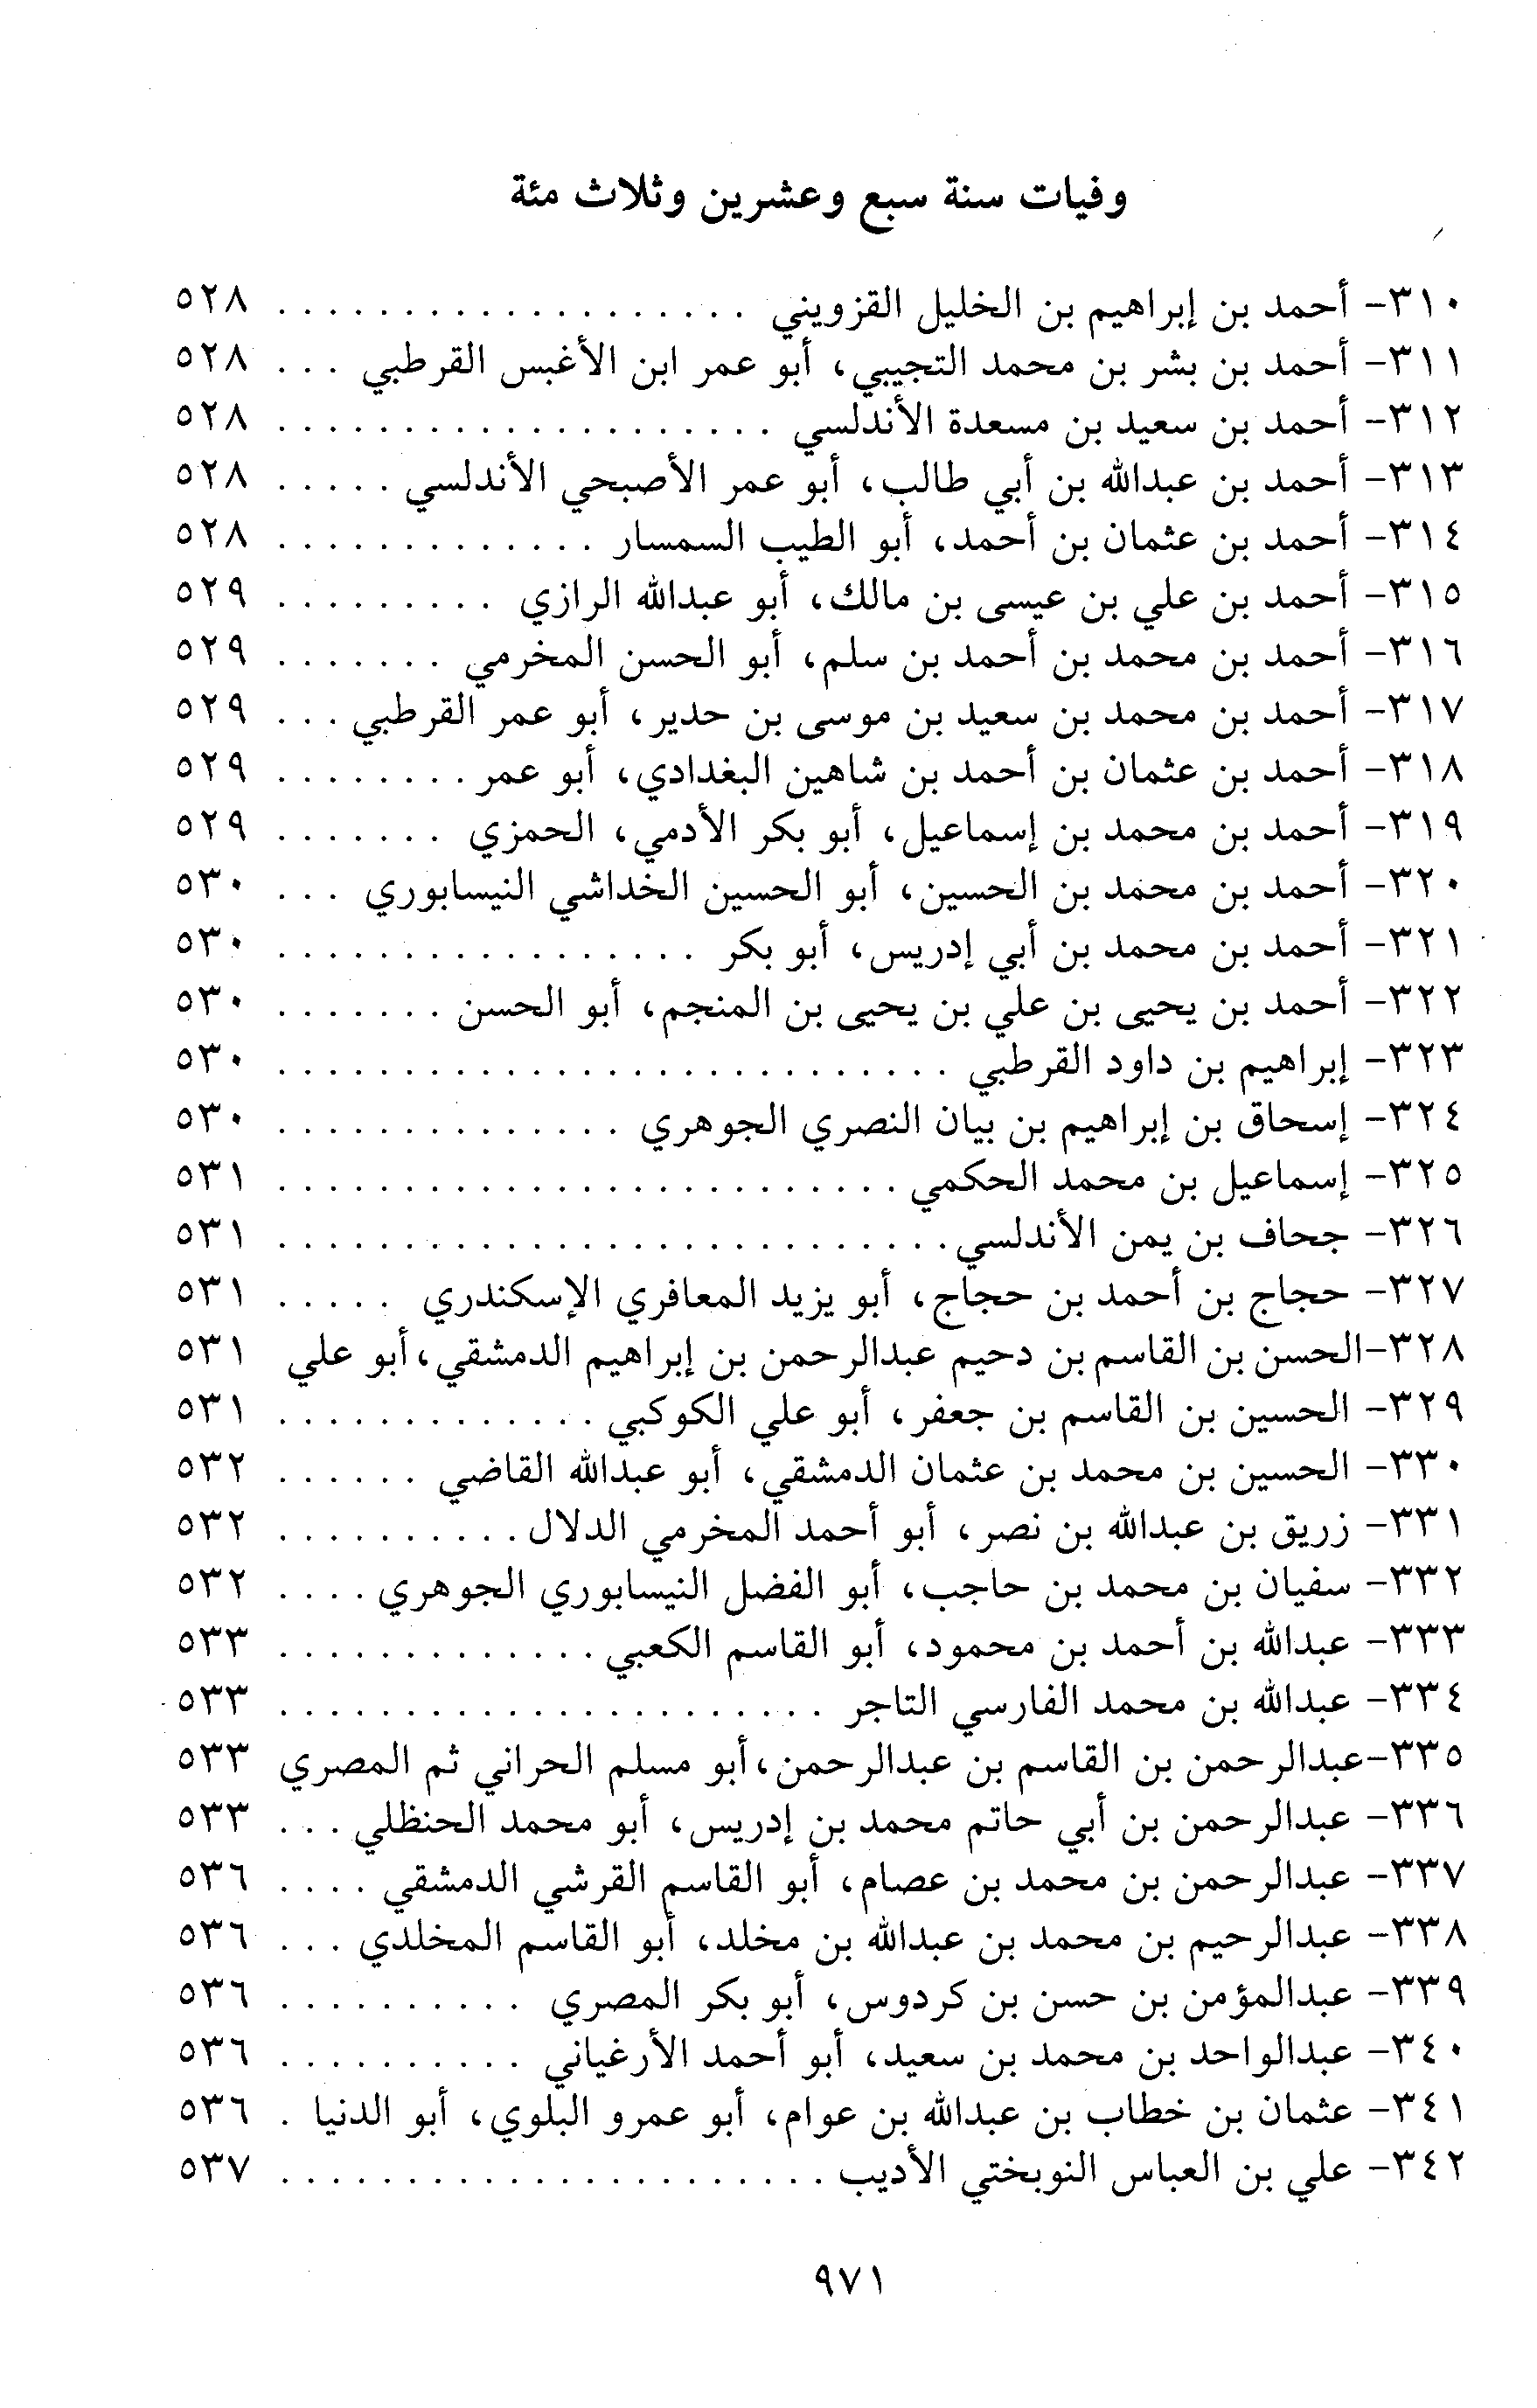 وفيات سنة سبع وعشرين وثلاث مئة
٣١٠- أحمد بن إبراهيم بن الخليل القزويني . . . . . . . . . . . . . . . . . . . ٥٢٨
٣١١- أحمد بن بشر بن محمد التجيبي، أبو عمر ابن الأغبس القرطبي . . . ٥٢٨
٣١٢- أحمد بن سعيد بن مسعدة الأندلسي . . . . . . . . . . . . . . . . . . . . ٥٢٨
٣١٣- أحمد بن عبدالله بن أبي طالب، أبو عمر الأصبحي الأندلسي . . . . . ٥٢٨
٣١٤- أحمد بن عثمان بن أحمد، أبو الطيب السمسار . . . . . . . . . . . . . ٥٢٨
٣١٥- أحمد بن علي بن عيسى بن مالك، أبو عبدالله الرازي . . . . . . . . . ٥٢٩
٣١٦- أحمد بن محمد بن أحمد بن سلم، أبو الحسن المخرمي . . . . . . . ٥٢٩
٣١٧- أحمد بن محمد بن سعيد بن موسى بن حدير، أبو عمر القرطبي . . . ٥٢٩
٣١٨- أحمد بن عثمان بن أحمد بن شاهين البغدادي، أبو عمر . . . . . . . . ٥٢٩
٣١٩- أحمد بن محمد بن إسماعيل، أبو بكر الأدمي، الحمزي . . . . . . . ٥٢٩
٣٢٠- أحمد بن محمد بن الحسين، أبو الحسين الخداشي النيسابوري . . . ٥٣٠
٣٢١- أحمد بن محمد بن أبي إدريس، أبو بكر . . . . . . . . . . . . . . . . . ٥٣٠
٣٢٢- أحمد بن يحيى بن علي بن يحيى بن المنجم، أبو الحسن . . . . . . . ٥٣٠
٣٢٣- إبراهيم بن داود القرطبي . . . . . . . . . . . . . . . . . . . . . . . . . . . ٥٣٠
٣٢٤- إسحاق بن إبراهيم بن بيان النصري الجوهري . . . . . . . . . . . . . . ٥٣٠
٣٢٥- إسماعيل بن محمد الحكمي . . . . . . . . . . . . . . . . . . . . . . . . . ٥٣١
٣٢٦- جحاف بن يمن الأندلسي . . . . . . . . . . . . . . . . . . . . . . . . . . . ٥٣١
٣٢٧- حجاج بن أحمد بن حجاج، أبو يزيد المعافري الإسكندري . . . . . ٥٣١
٣٢٨-الحسن بن القاسم بن دحيم عبدالرحمن بن إبراهيم الدمشقي،أبو علي ٥٣١
٣٢٩- الحسين بن القاسم بن جعفر، أبو علي الكوكبي . . . . . . . . . . . . . ٥٣١
٣٣٠- الحسين بن محمد بن عثمان الدمشقي، أبو عبدالله القاضي . . . . . . ٥٣٢
٣٣١- زريق بن عبدالله بن نصر، أبو أحمد المخرمي الدلال . . . . . . . . . . ٥٣٢
٣٣٢- سفيان بن محمد بن حاجب، أبو الفضل النيسابوري الجوهري . . . . ٥٣٢
٣٣٣- عبدالله بن أحمد بن محمود، أبو القاسم الكعبي . . . . . . . . . . . . . ٥٣٣
٣٣٤- عبدالله بن محمد الفارسي التاجر . . . . . . . . . . . . . . . . . . . . . . ٥٣٣
٣٣٥-عبدالرحمن بن القاسم بن عبدالرحمن،أبو مسلم الحراني ثم المصري ٥٣٣
٣٣٦- عبدالرحمن بن أبي حاتم محمد بن إدريس، أبو محمد الحنظلي . . . ٥٣٣
٣٣٧- عبدالرحمن بن محمد بن عصام، أبو القاسم القرشي الدمشقي . . . . ٥٣٦
٣٣٨- عبدالرحيم بن محمد بن عبدالله بن مخلد، أبو القاسم المخلدي . . . ٥٣٦
٣٣٩- عبدالمؤمن بن حسن بن كردوس، أبو بكر المصري . . . . . . . . . . ٥٣٦
٣٤٠- عبدالواحد بن محمد بن سعيد، أبو أحمد الأرغياني . . . . . . . . . . ٥٣٦
٣٤١- عثمان بن خطاب بن عبدالله بن عوام، أبو عمرو البلوي، أبو الدنيا . ٥٣٦
٣٤٢- علي بن العباس النوبختي الأديب . . . . . . . . . . . . . . . . . . . . . . ٥٣٧
٩٧١